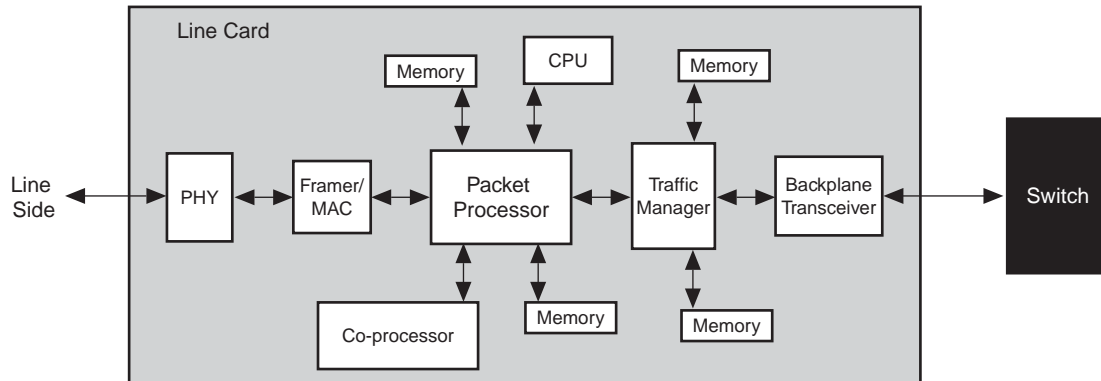 Line Card
Memory
CPU
Memory
Line
Side
PHY
Framer/
MAC
Packet
Processor
Traffic
Manager
Backplane
Transceiver
Switch
Co-processor
Memory
Memory